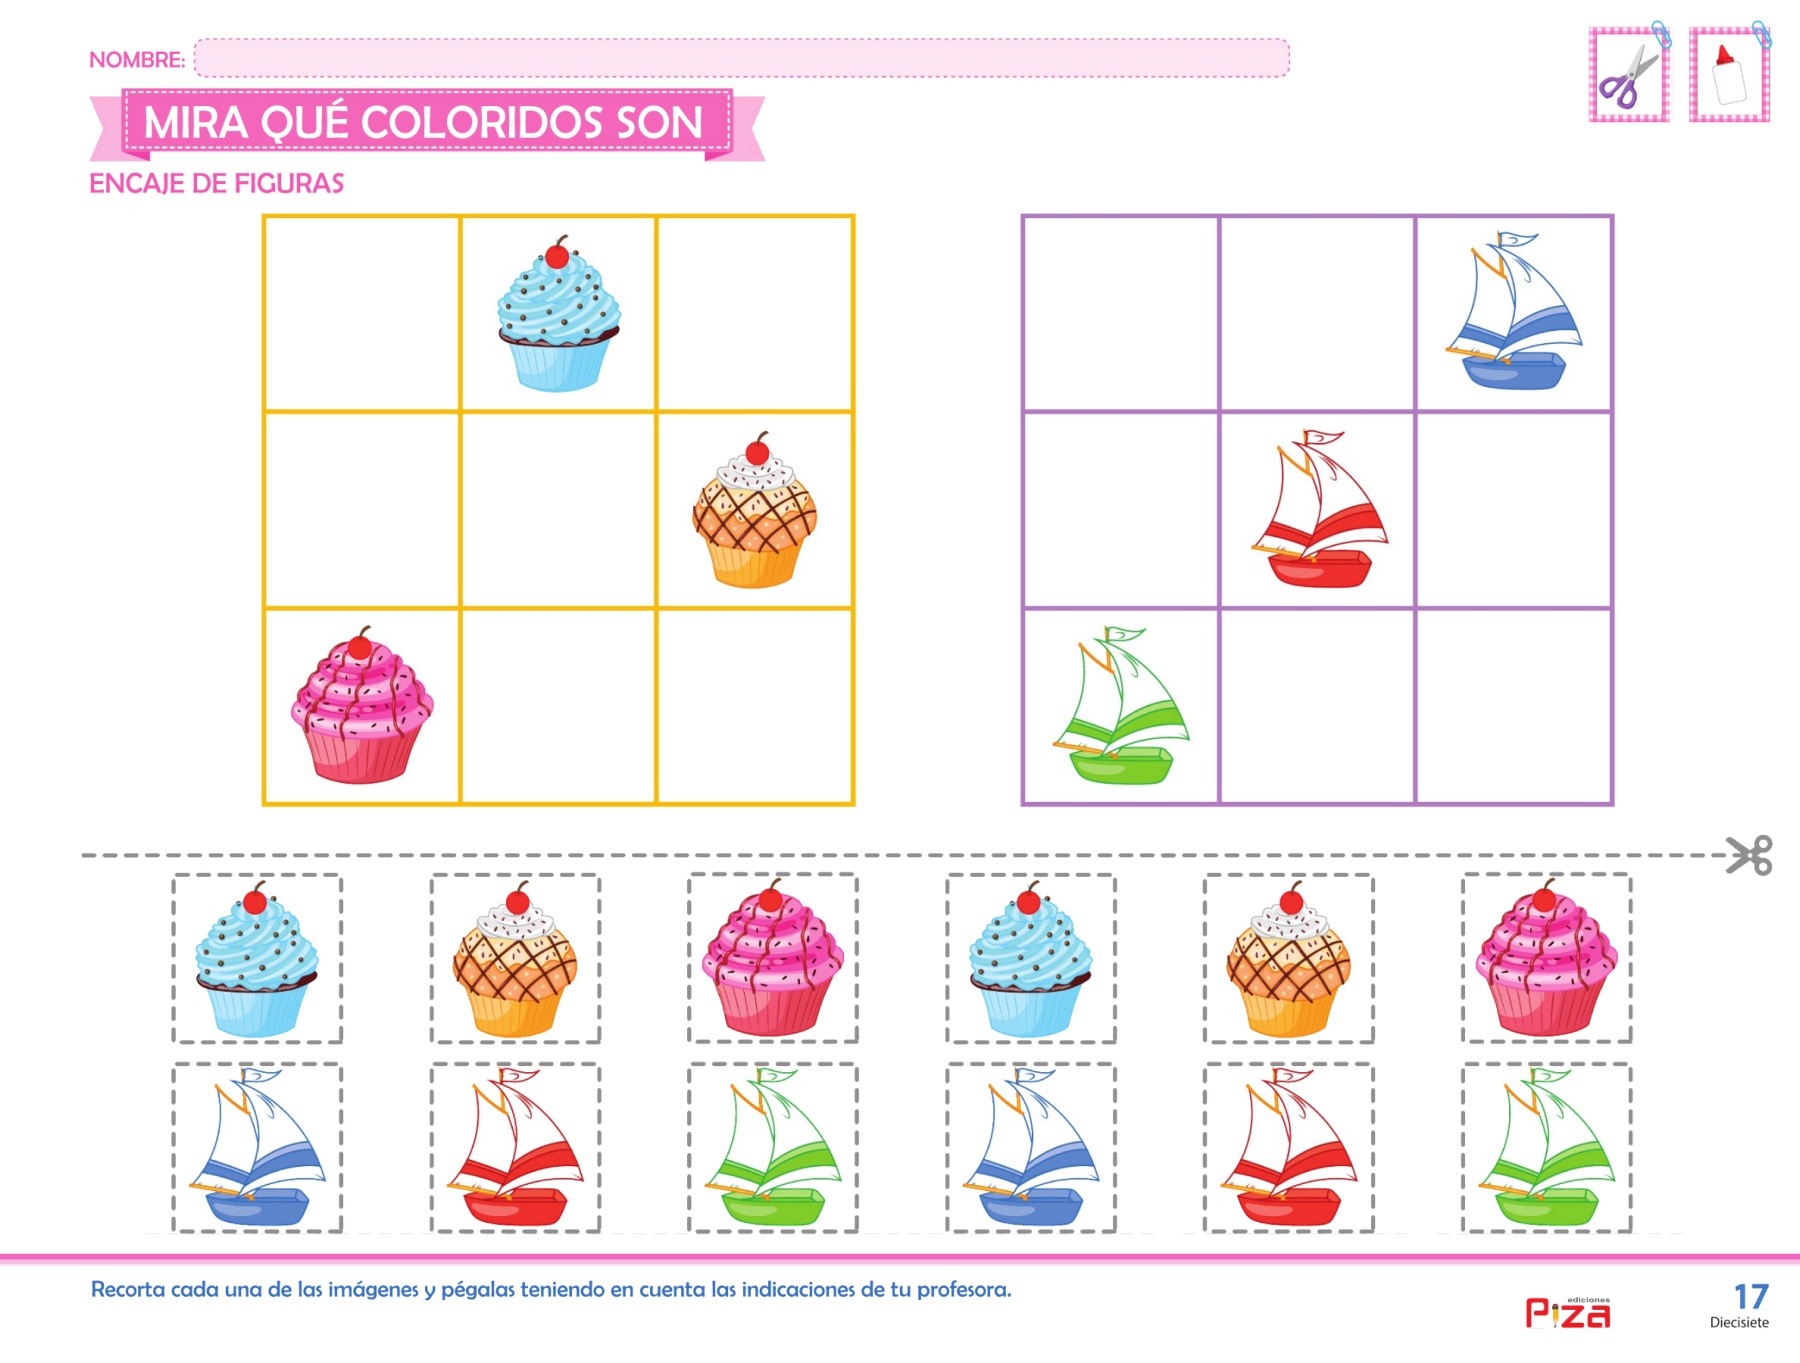 NOMBRE:
MIRA QUÉ COLORIDOS SON
ENCAJE DE FIGURAS
Recorta cada una de las imágenes y pégalas teniendo en cuenta las indicaciones de tu profesora.
ediciones
Piza
17
Diecisiete